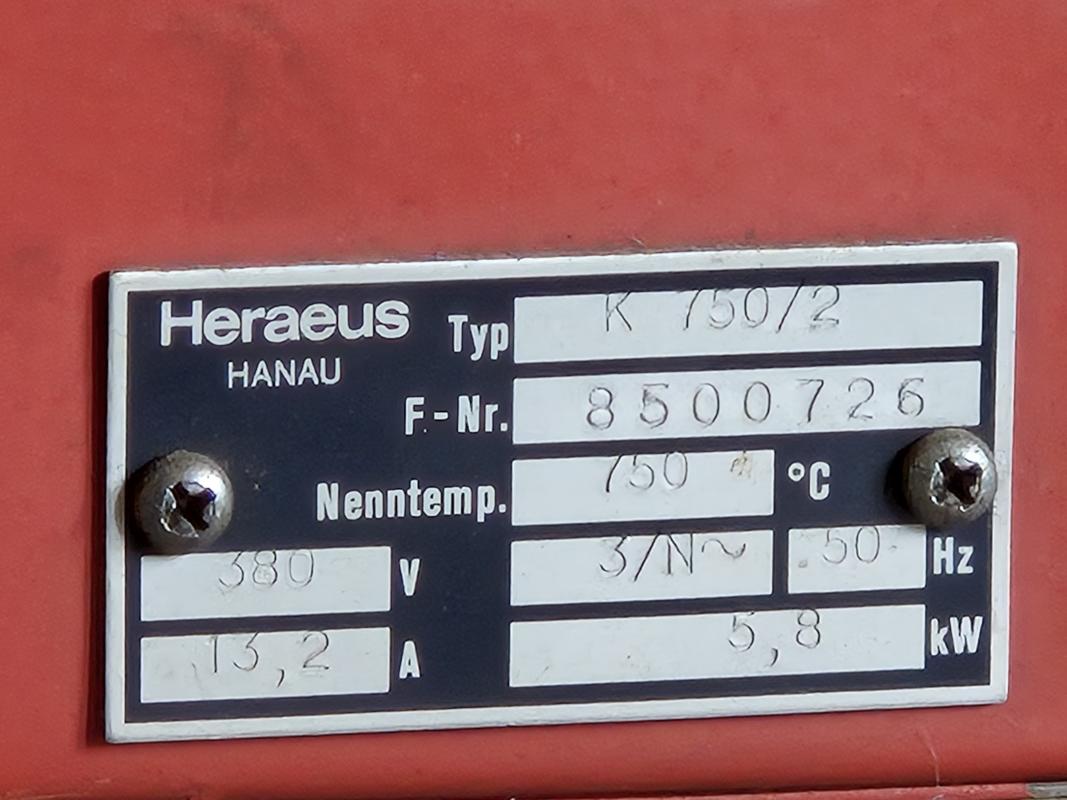 Heraeus
HANAU
Typ K 750/2
F-Nr. 8500726
Nenntemp. 750 °C
380 V 3/N~ 50 Hz
13,2 A 5,8 kW